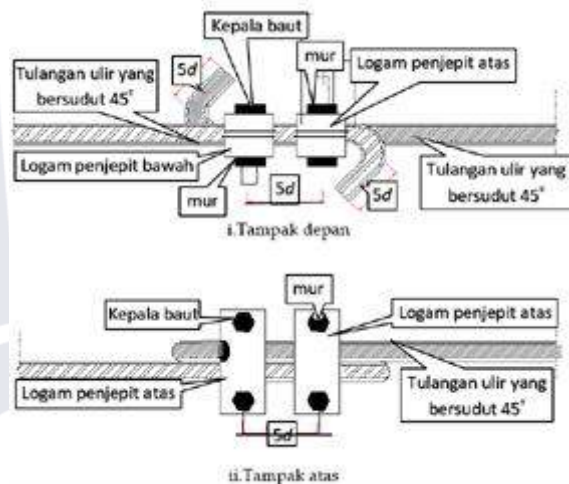 Kepala baut
mur
Logam penjepit atas
5d
Tulangan ulir yang
bersudut 45°
Logam penjepit bawah
mur
5d
5d
Tulangan ulir yang
bersudut 45°
i.Tampak depan
mur
Kepala baut
Logam penjepit atas
Logam penjepit atas
Tulangan ulir yang
bersudut 45°
5d
ii.Tampak atas